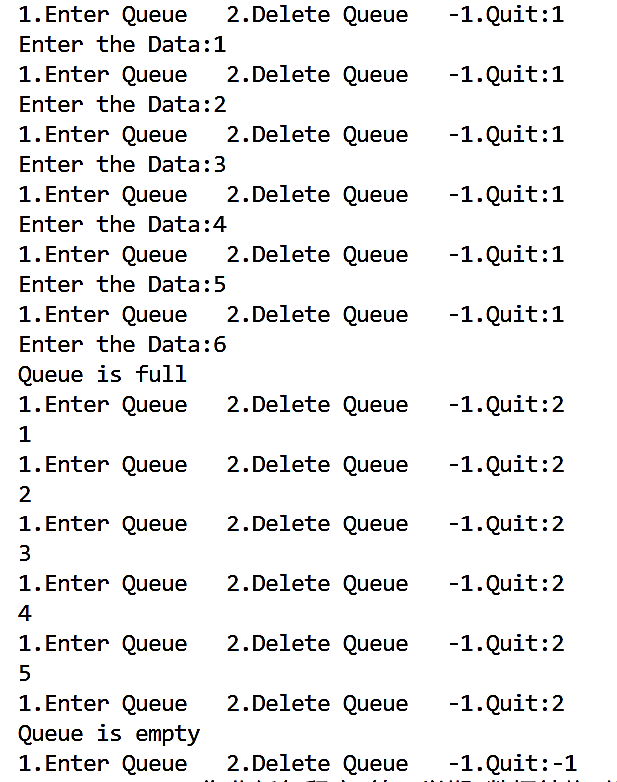 1.Enter Queue   2.Delete Queue   -1.Quit:1
Enter the Data:1
1.Enter Queue   2.Delete Queue   -1.Quit:1
Enter the Data:2
1.Enter Queue   2.Delete Queue   -1.Quit:1
Enter the Data:3
1.Enter Queue   2.Delete Queue   -1.Quit:1
Enter the Data:4
1.Enter Queue   2.Delete Queue   -1.Quit:1
Enter the Data:5
1.Enter Queue   2.Delete Queue   -1.Quit:1
Enter the Data:6
Queue is full
1.Enter Queue   2.Delete Queue   -1.Quit:2
1
1.Enter Queue   2.Delete Queue   -1.Quit:2
2
1.Enter Queue   2.Delete Queue   -1.Quit:2
3
1.Enter Queue   2.Delete Queue   -1.Quit:2
4
1.Enter Queue   2.Delete Queue   -1.Quit:2
5
1.Enter Queue   2.Delete Queue   -1.Quit:2
Queue is empty
1.Enter Queue   2.Delete Queue   -1.Quit:-1